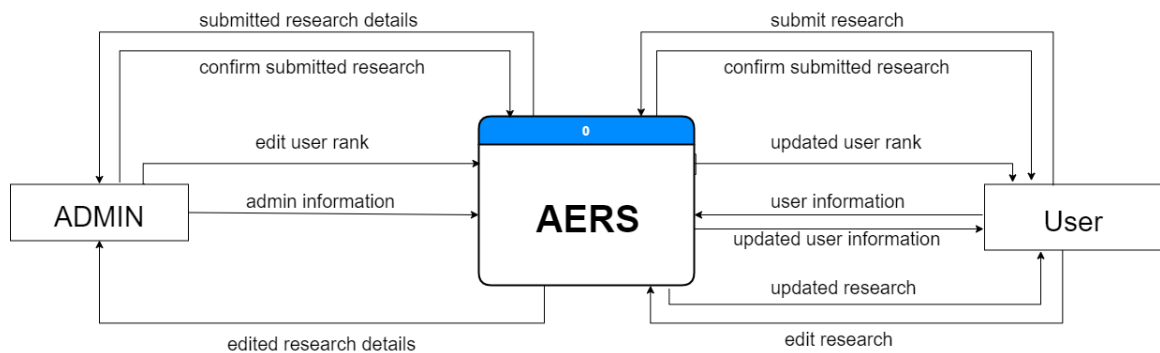 submitted research details
submit research
confirm submitted research
confirm submitted research
0
edit user rank
updated user rank
ADMIN
admin information
AERS
user information
User
updated user information
updated research
edited research details
edit research